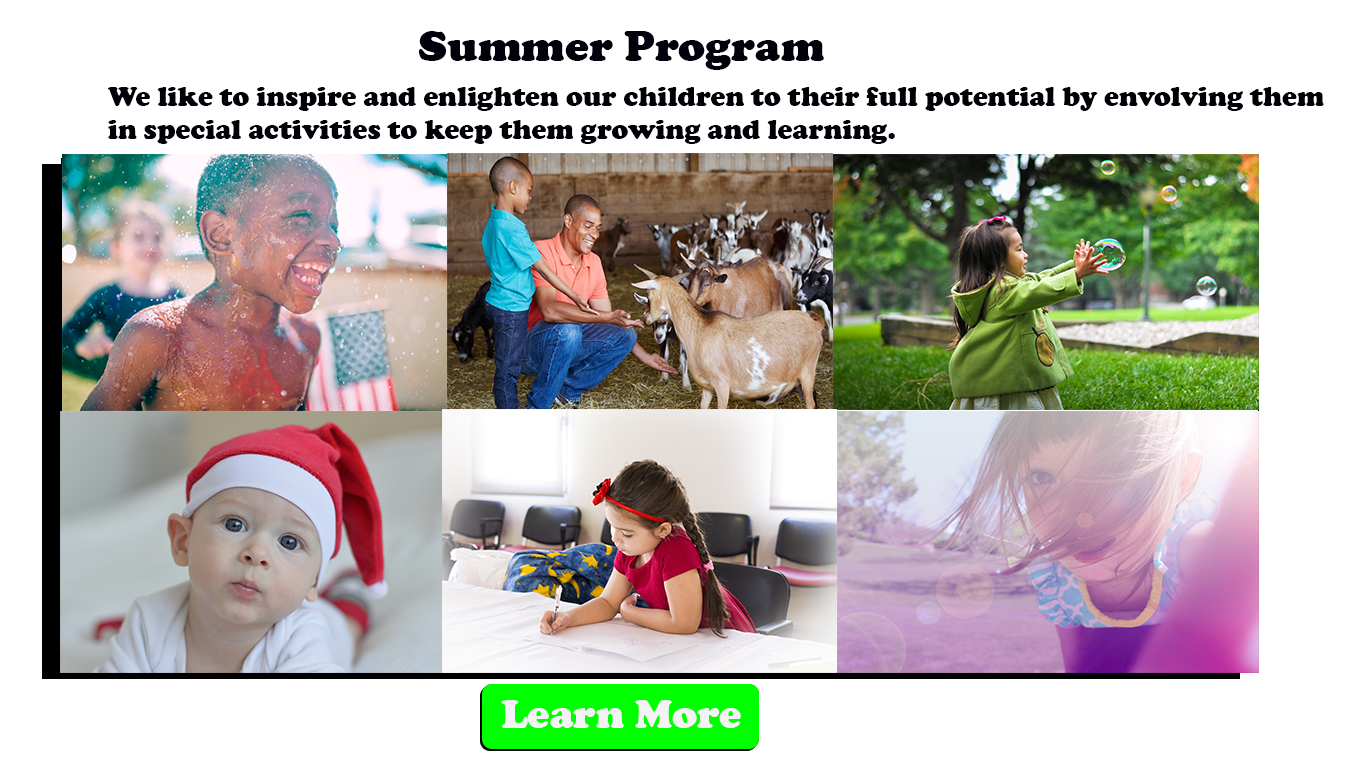 Summer Program
We like to inspire and enlighten our children to their full potential by envolving them
in special activities to keep them growing and learning.
Learn More